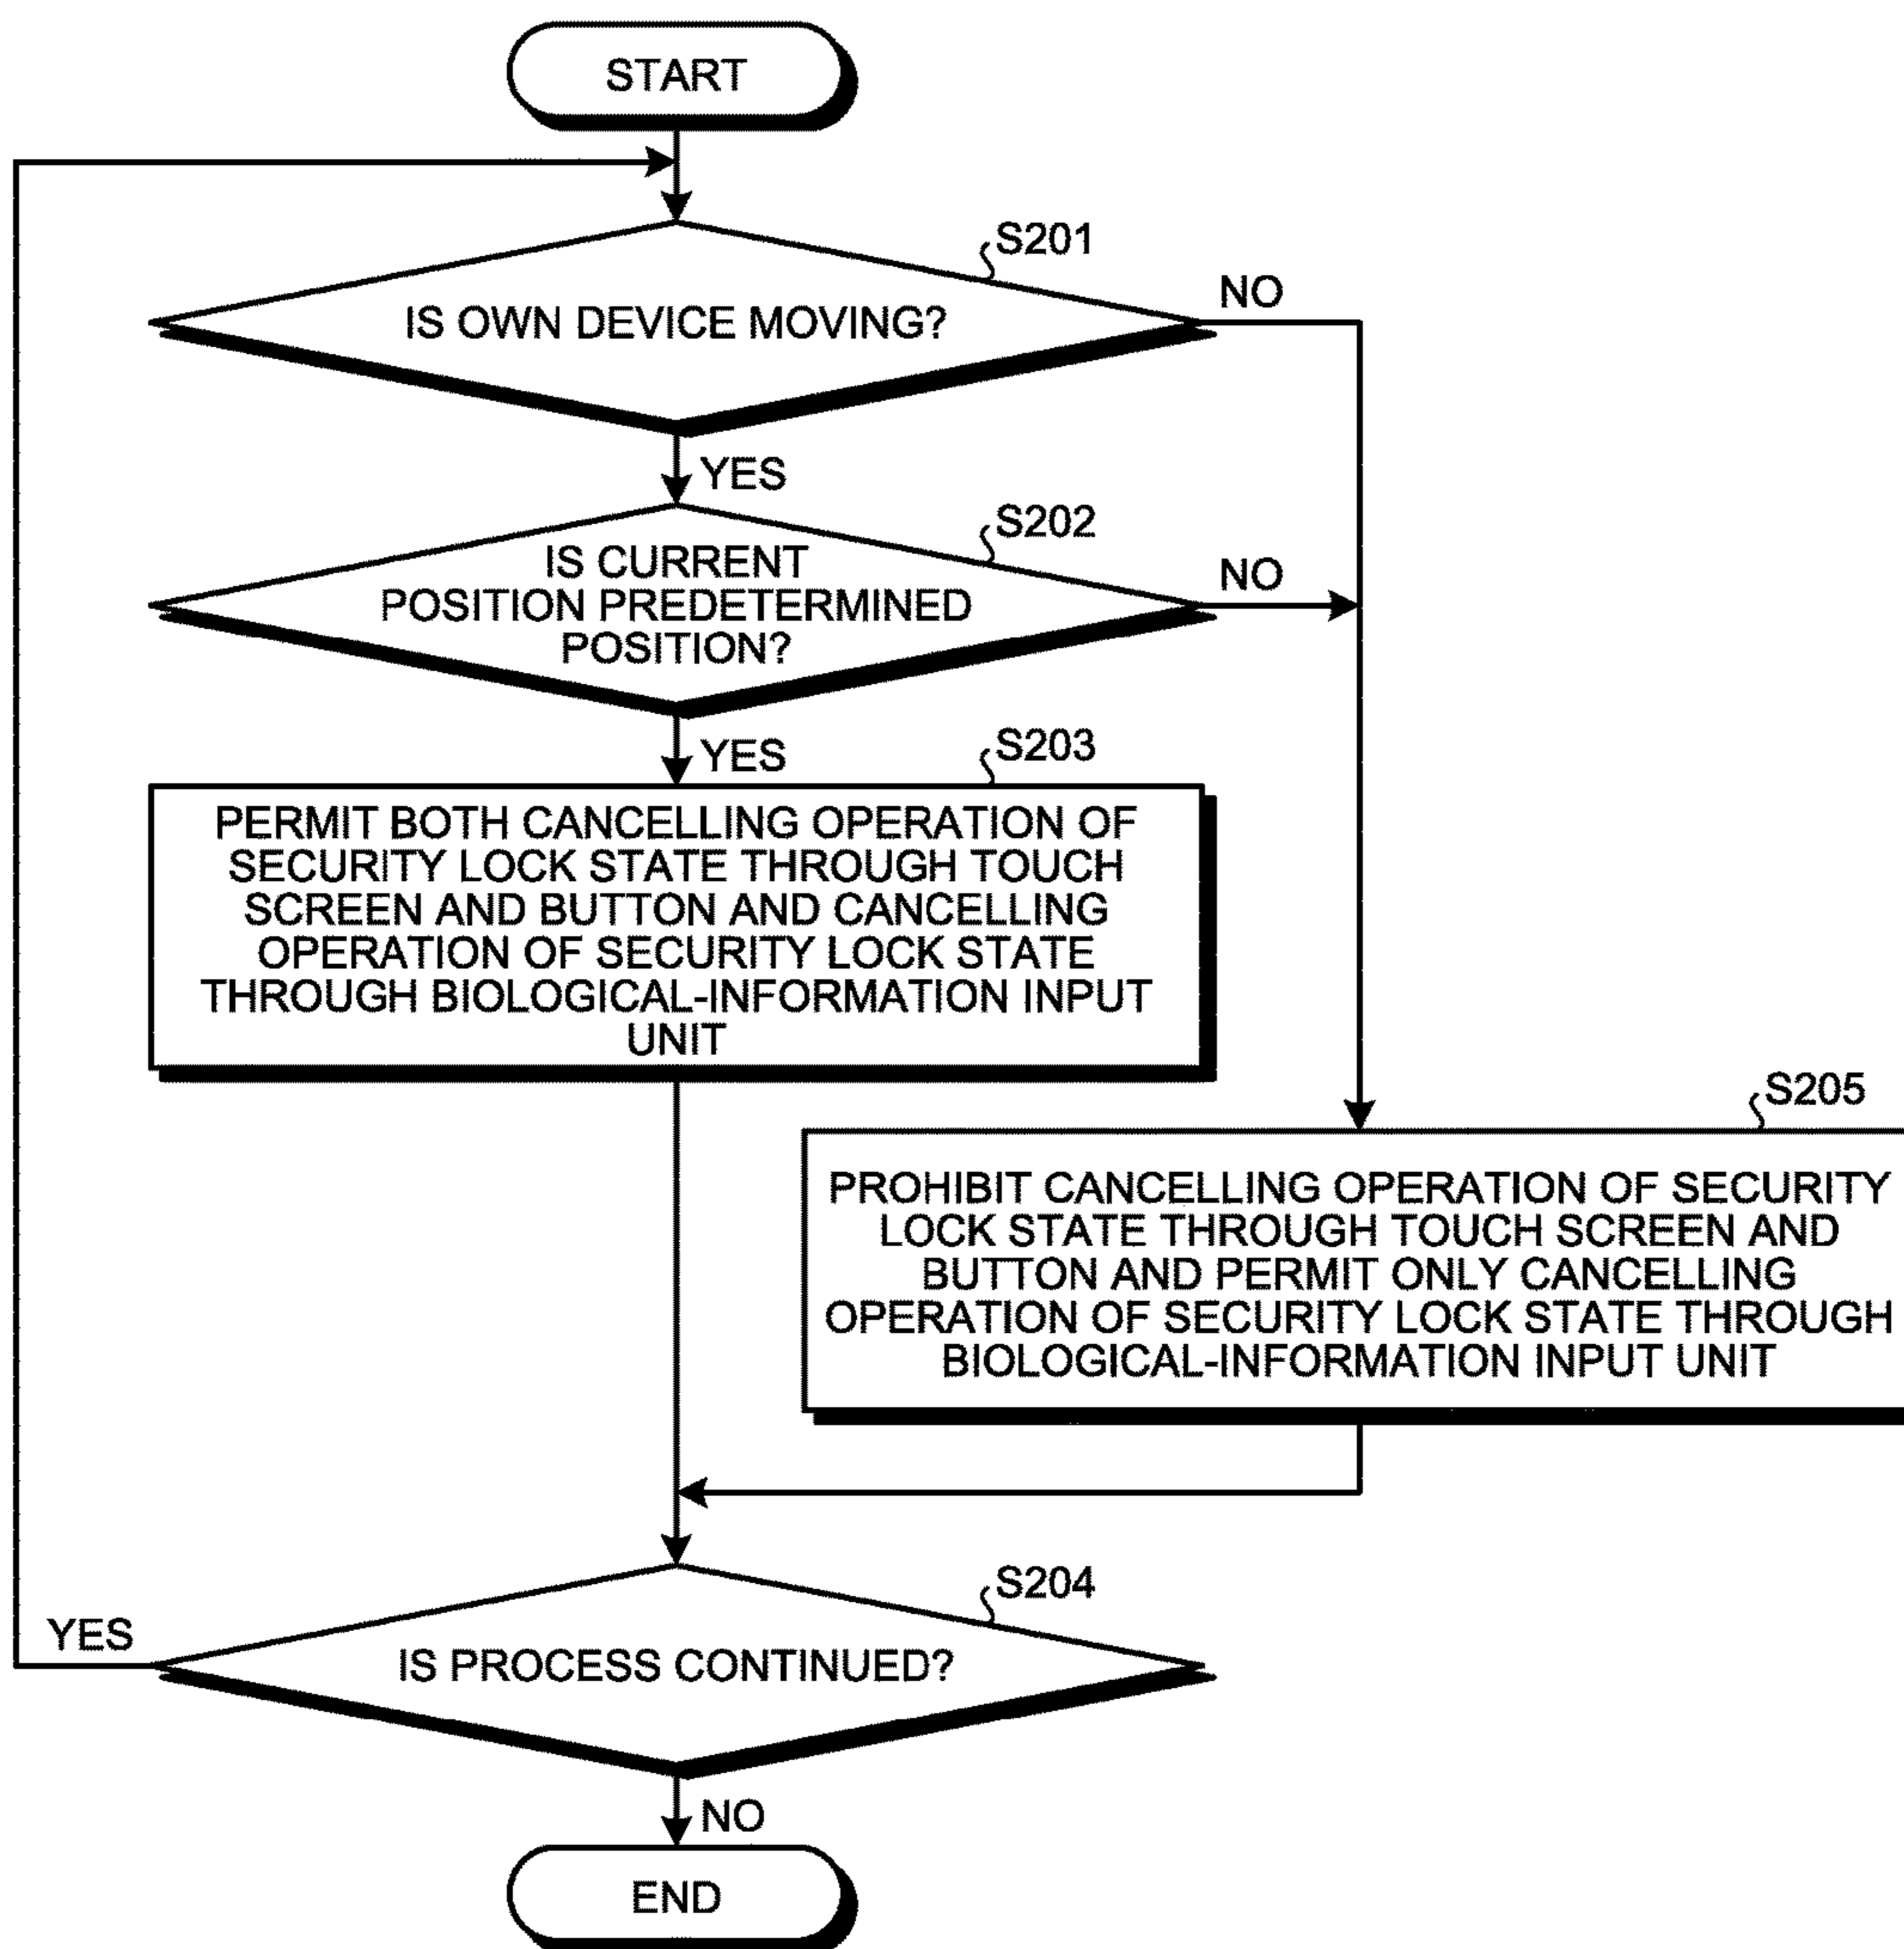 START
S201
IS OWN DEVICE MOVING?
NO
YES
S202
IS CURRENT
POSITION PREDETERMINED
POSITION?
NO
YES
S203
PERMIT BOTH CANCELLING OPERATION OF
SECURITY LOCK STATE THROUGH TOUCH
SCREEN AND BUTTON AND CANCELLING
OPERATION OF SECURITY LOCK STATE
THROUGH BIOLOGICAL-INFORMATION INPUT
UNIT
S205
PROHIBIT CANCELLING OPERATION OF SECURITY
LOCK STATE THROUGH TOUCH SCREEN AND
BUTTON AND PERMIT ONLY CANCELLING
OPERATION OF SECURITY LOCK STATE THROUGH
BIOLOGICAL-INFORMATION INPUT UNIT
S204
YES
IS PROCESS CONTINUED?
NO
END